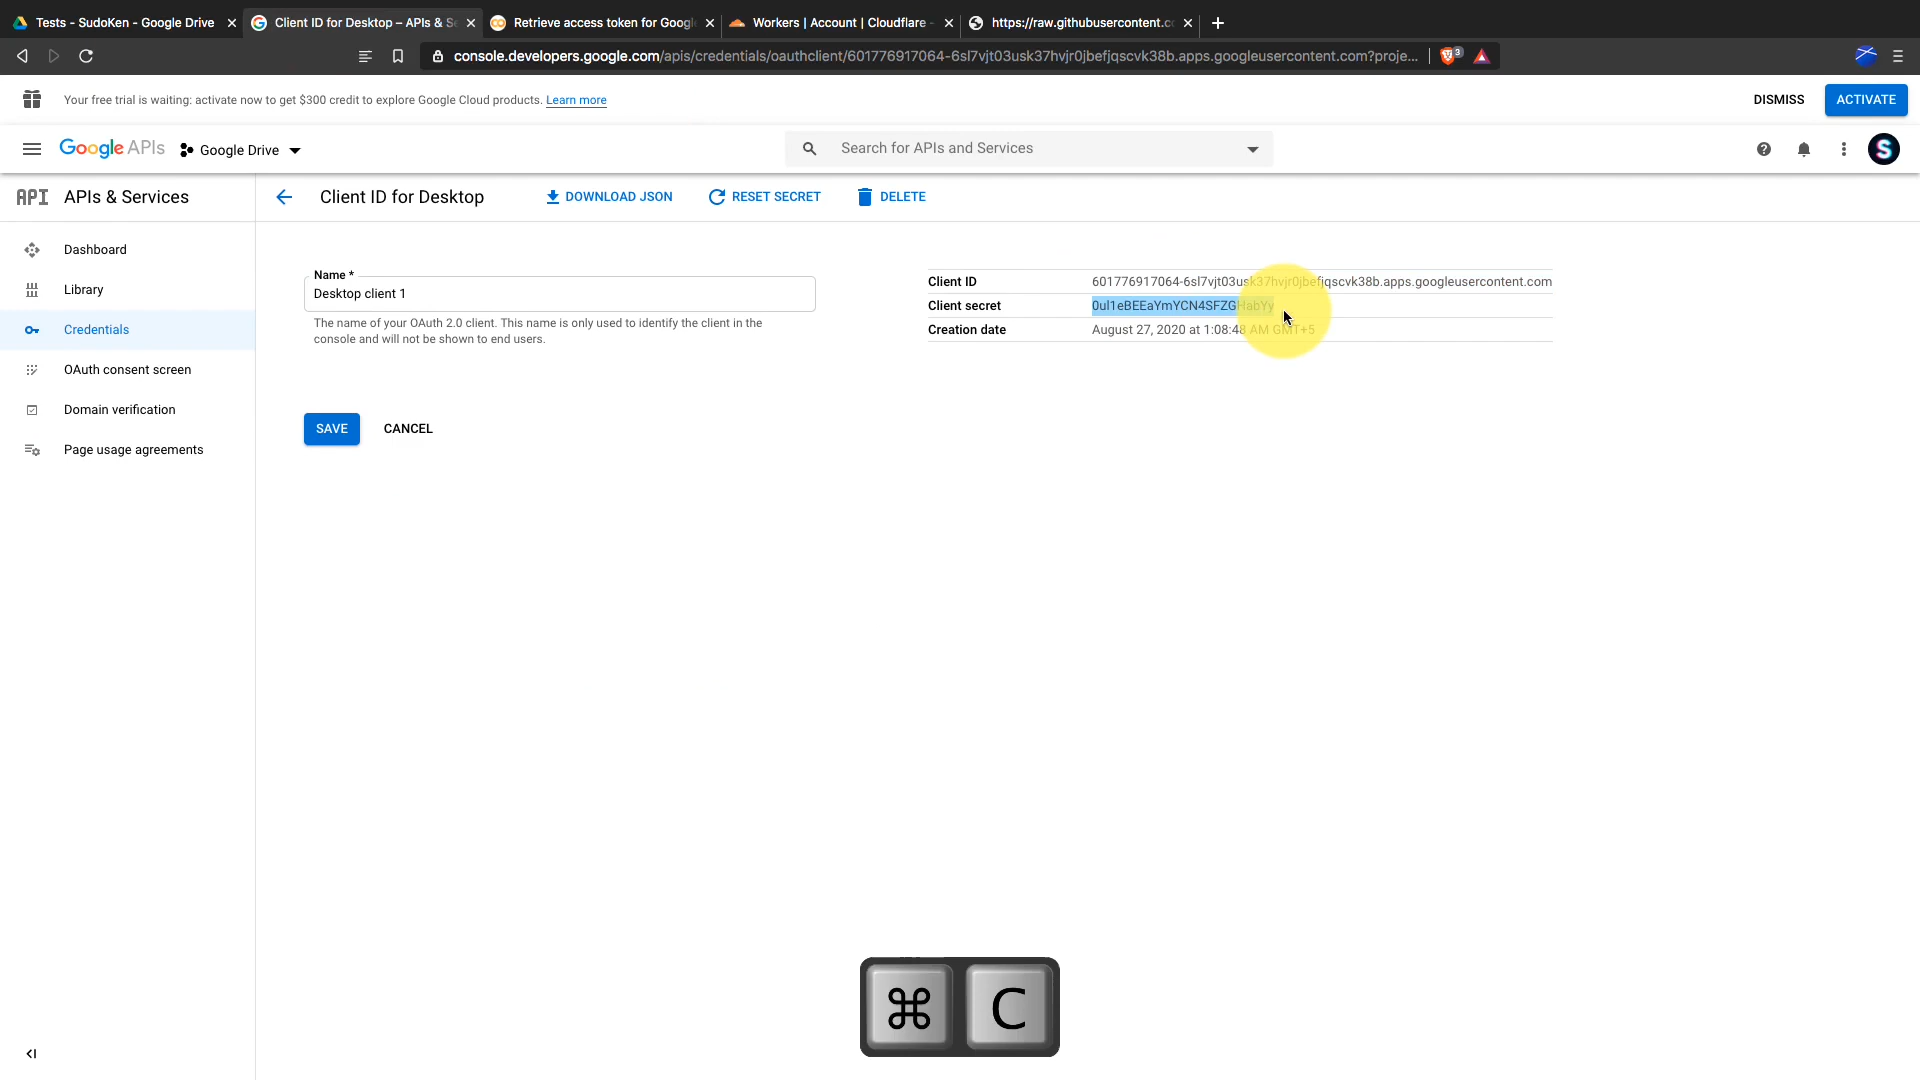 Tests - SudoKen - Google Drive
Client ID for Desktop – APIs & Se
Retrieve access token for Googl
Workers | Account | Cloudflare -
https://raw.githubusercontent.c
console.developers.google.com/apis/credentials/oauthclient/601776917064-6sl7vjt03usk37hvjr0jbefjqscvk38b.apps.googleusercontent.com?proje...
3
Your free trial is waiting: activate now to get $300 credit to explore Google Cloud products. Learn more
DISMISS
ACTIVATE
Google APIs
Google Drive
Search for APIs and Services
S
API APIs & Services
Client ID for Desktop
DOWNLOAD JSON
RESET SECRET
DELETE
Dashboard
Library
Credentials
OAuth consent screen
Domain verification
Page usage agreements
Name *
Desktop client 1
The name of your OAuth 2.0 client. This name is only used to identify the client in the
console and will not be shown to end users.
Client ID 601776917064-6sl7vjt03usk37hvjr0jbefjqscvk38b.apps.googleusercontent.com
Client secret 0ul1eBEEaYmYCN4SFZGHabYy
Creation date August 27, 2020 at 1:08:48 AM GMT+5
SAVE
CANCEL
⌘ C